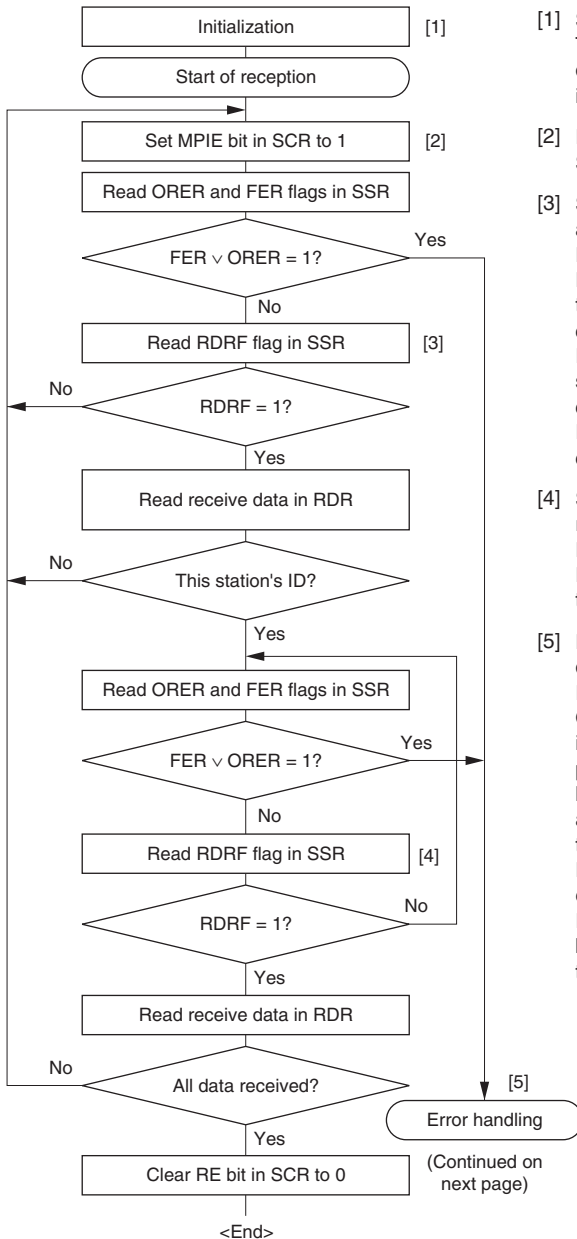 Initialization [1]
Start of reception
Set MPIE bit in SCR to 1 [2]
Read ORER and FER flags in SSR
FER ∨ ORER = 1?
Yes
No
Read RDRF flag in SSR [3]
No
RDRF = 1?
Yes
Read receive data in RDR
No
This station's ID?
Yes
Read ORER and FER flags in SSR
Yes
FER ∨ ORER = 1?
No
Read RDRF flag in SSR [4]
No
RDRF = 1?
Yes
Read receive data in RDR
No
All data received?
[5]
Error handling
Yes
(Continued on
next page)
Clear RE bit in SCR to 0
<End>
[1]
[2]
[3]
[4]
[5]